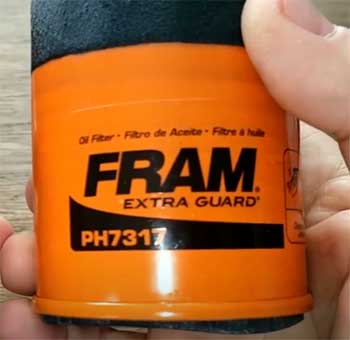 Oil Filter • Filtro de Aceite • Filtre à huile
FRAM®
EXTRA GUARD®
PH7317